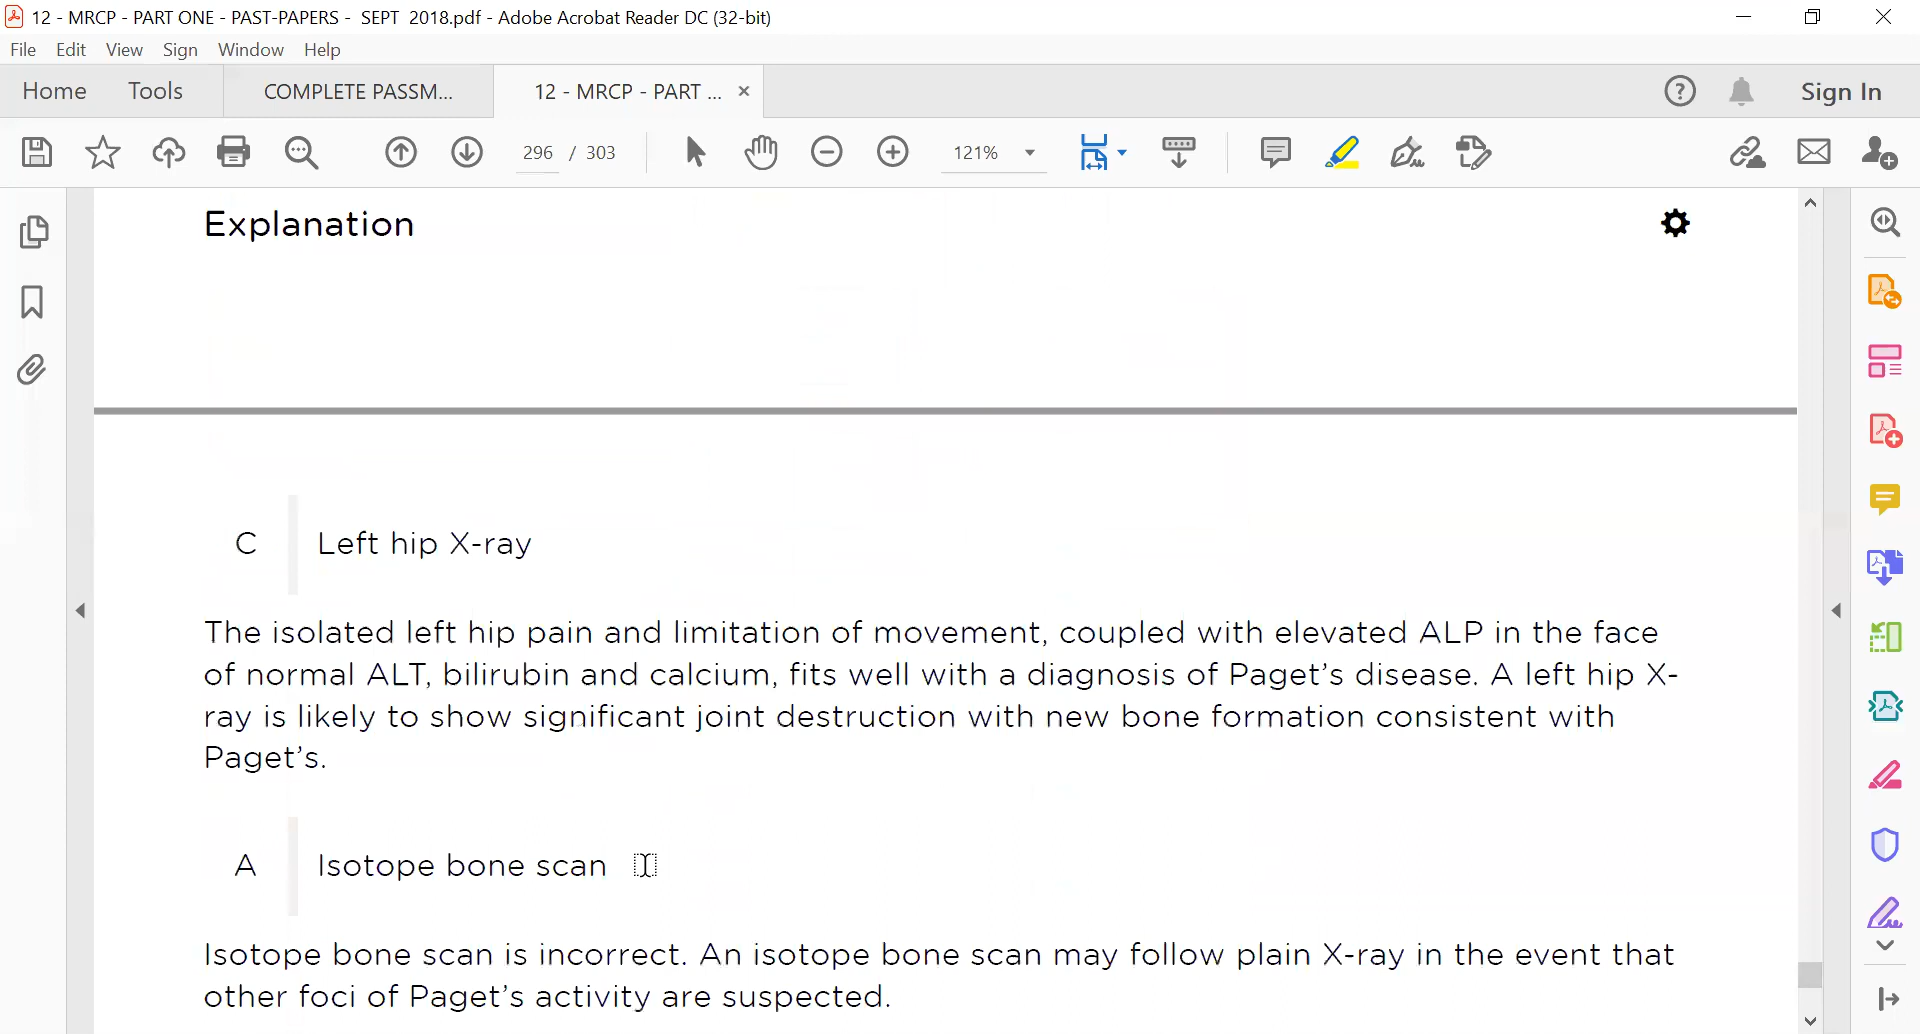 12 - MRCP - PART ONE - PAST-PAPERS - SEPT 2018.pdf - Adobe Acrobat Reader DC (32-bit)
File Edit View Sign Window Help
Home Tools COMPLETE PASSM... 12 - MRCP - PART ... × Sign In
296 / 303 121%
Explanation
C Left hip X-ray
The isolated left hip pain and limitation of movement, coupled with elevated ALP in the face
of normal ALT, bilirubin and calcium, fits well with a diagnosis of Paget's disease. A left hip X-
ray is likely to show significant joint destruction with new bone formation consistent with
Paget's.
A Isotope bone scan
Isotope bone scan is incorrect. An isotope bone scan may follow plain X-ray in the event that
other foci of Paget's activity are suspected.